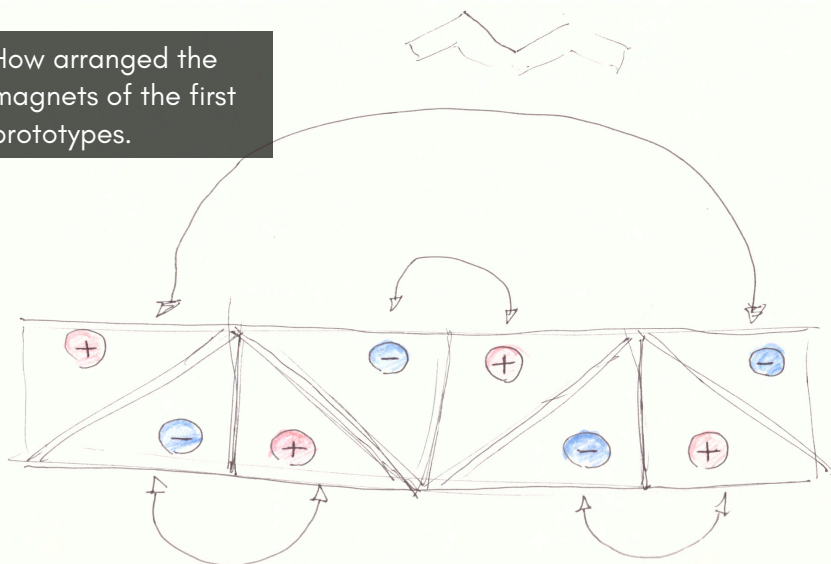 How arranged the
magnets of the first
prototypes.
+
-
+
-
+
-
+
-